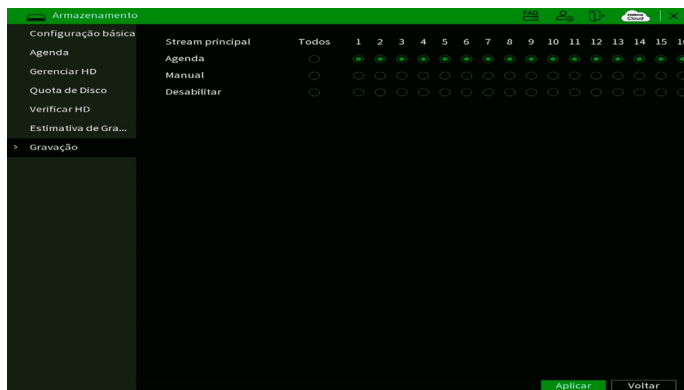 Armazenamento FAQ Cloud
Configuração básica
Agenda
Gerenciar HD
Quota de Disco
Verificar HD
Estimativa de Gra...
> Gravação
Stream principal Todos 1 2 3 4 5 6 7 8 9 10 11 12 13 14 15
Agenda
Manual
Desabilitar
Aplicar Voltar